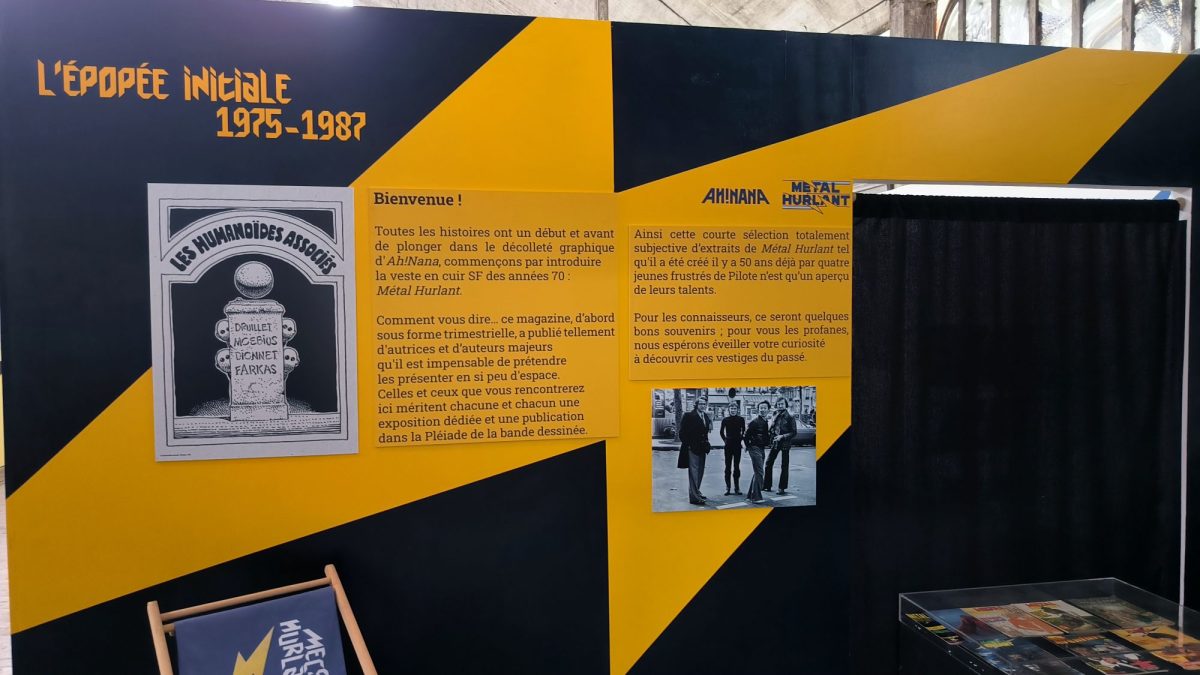 L'ÉPOPÉE INITIALE
1975-1987
LES HUMANOÏDES ASSOCIÉS
DRUILLET
MOEBIUS
DIONNET
FARKAS
Bienvenue !
Toutes les histoires ont un début et avant
de plonger dans le décolleté graphique
d'Ah!Nana, commençons par introduire
la veste en cuir SF des années 70 :
Métal Hurlant.
Comment vous dire... ce magazine, d'abord
sous forme trimestrielle, a publié tellement
d'autrices et d'auteurs majeurs
qu'il est impensable de prétendre
les présenter en si peu d'espace.
Celles et ceux que vous rencontrerez
ici méritent chacune et chacun une
exposition dédiée et une publication
dans la Pléiade de la bande dessinée.
AH!NANA
METAL
HURLANT
Ainsi cette courte sélection totalement
subjective d'extraits de Métal Hurlant tel
qu'il a été créé il y a 50 ans déjà par quatre
jeunes frustrés de Pilote n'est qu'un aperçu
de leurs talents.
Pour les connaisseurs, ce seront quelques
bons souvenirs ; pour vous les profanes,
nous espérons éveiller votre curiosité
à découvrir ces vestiges du passé.